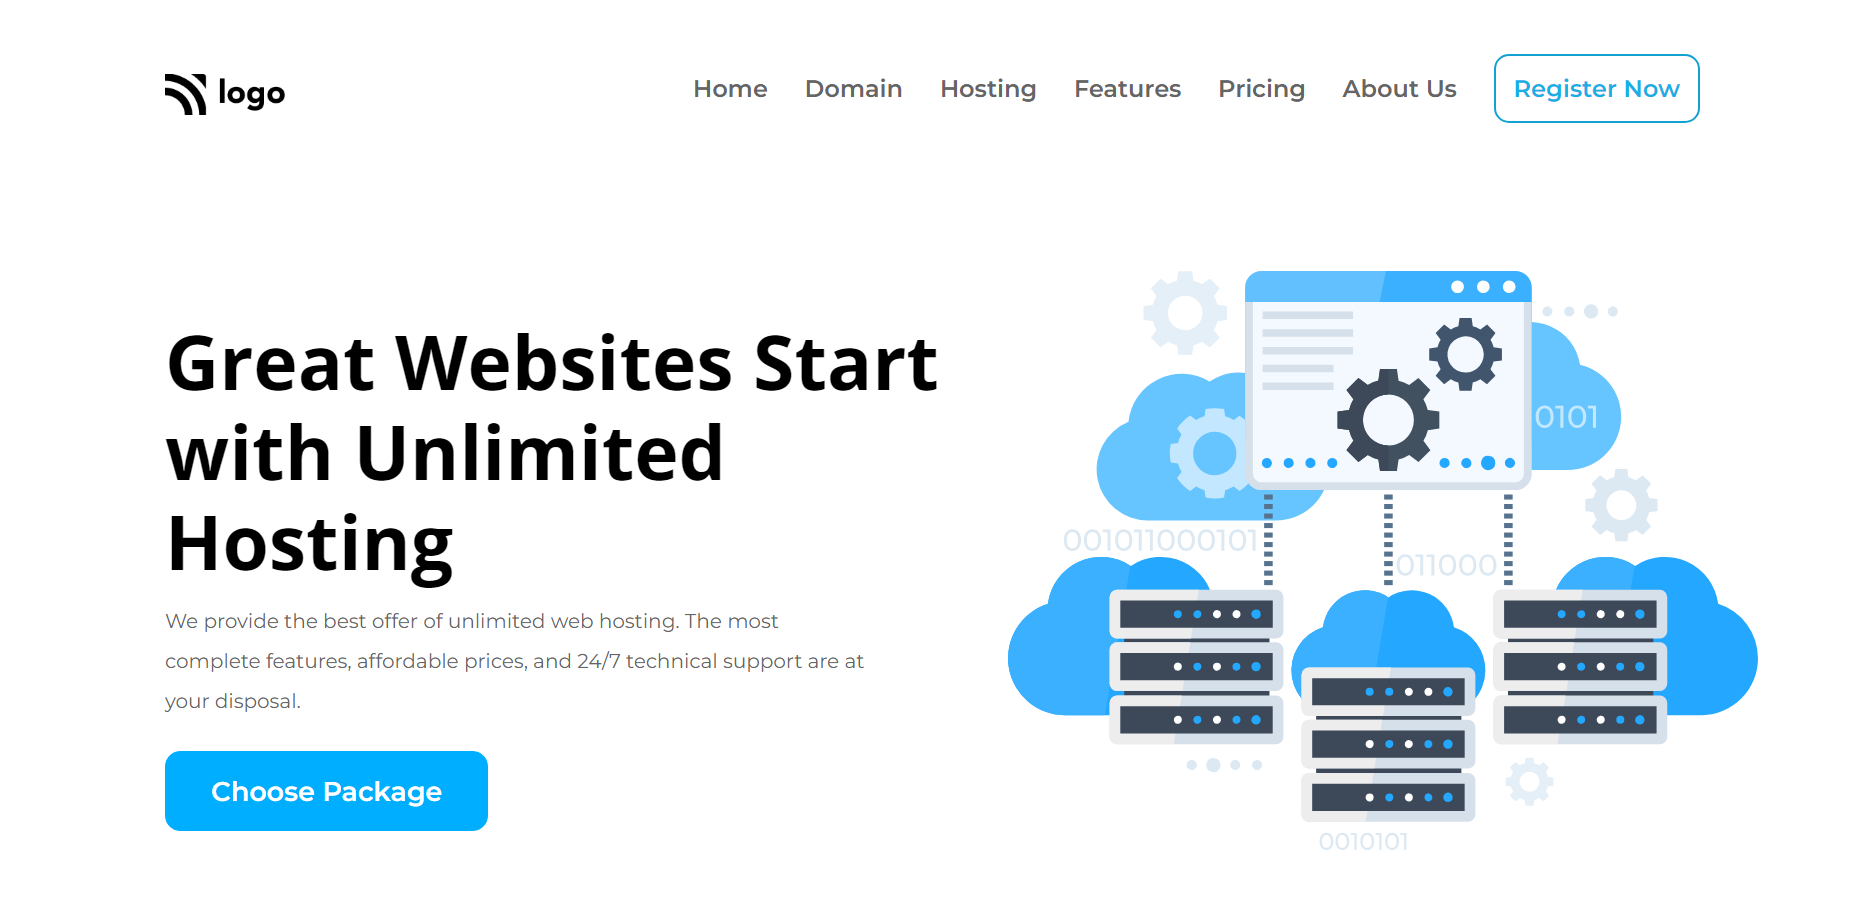 logo
Home Domain Hosting Features Pricing About Us Register Now
Great Websites Start
with Unlimited
Hosting
We provide the best offer of unlimited web hosting. The most
complete features, affordable prices, and 24/7 technical support are at
your disposal.
Choose Package
0101
001011000101
011000
0010101